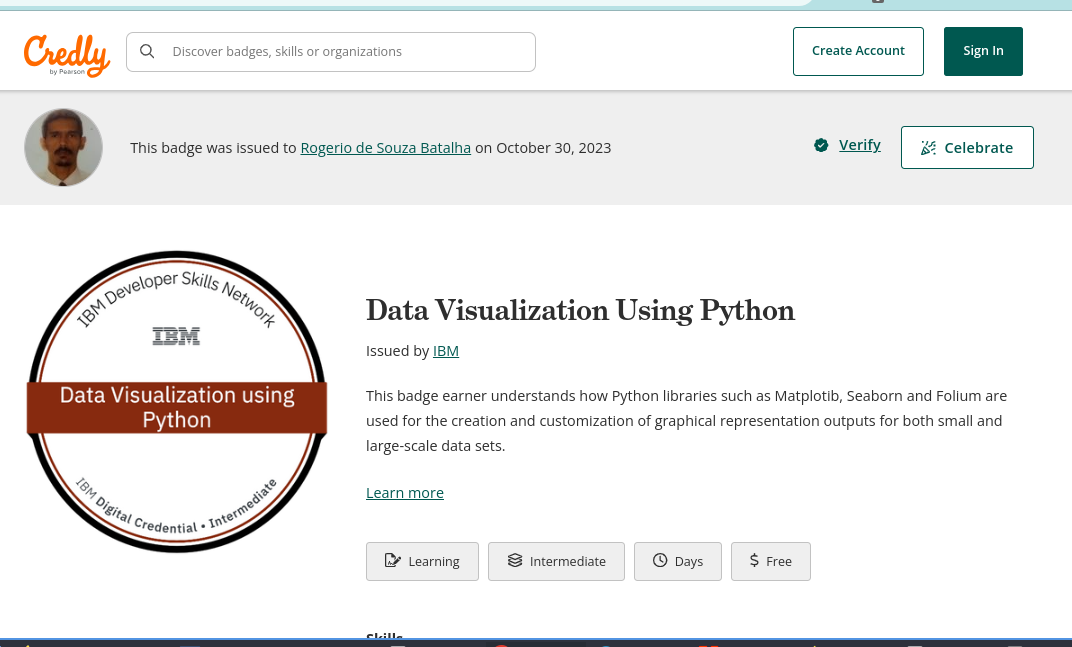 Credly
by Pearson
Discover badges, skills or organizations
Create Account
Sign In
This badge was issued to Rogerio de Souza Batalha on October 30, 2023
Verify
Celebrate
IBM Developer Skills Network
IBM
Data Visualization using
Python
IBM Digital Credential • Intermediate
Data Visualization Using Python
Issued by IBM
This badge earner understands how Python libraries such as Matplotib, Seaborn and Folium are
used for the creation and customization of graphical representation outputs for both small and
large-scale data sets.
Learn more
Learning
Intermediate
Days
$ Free
Skills